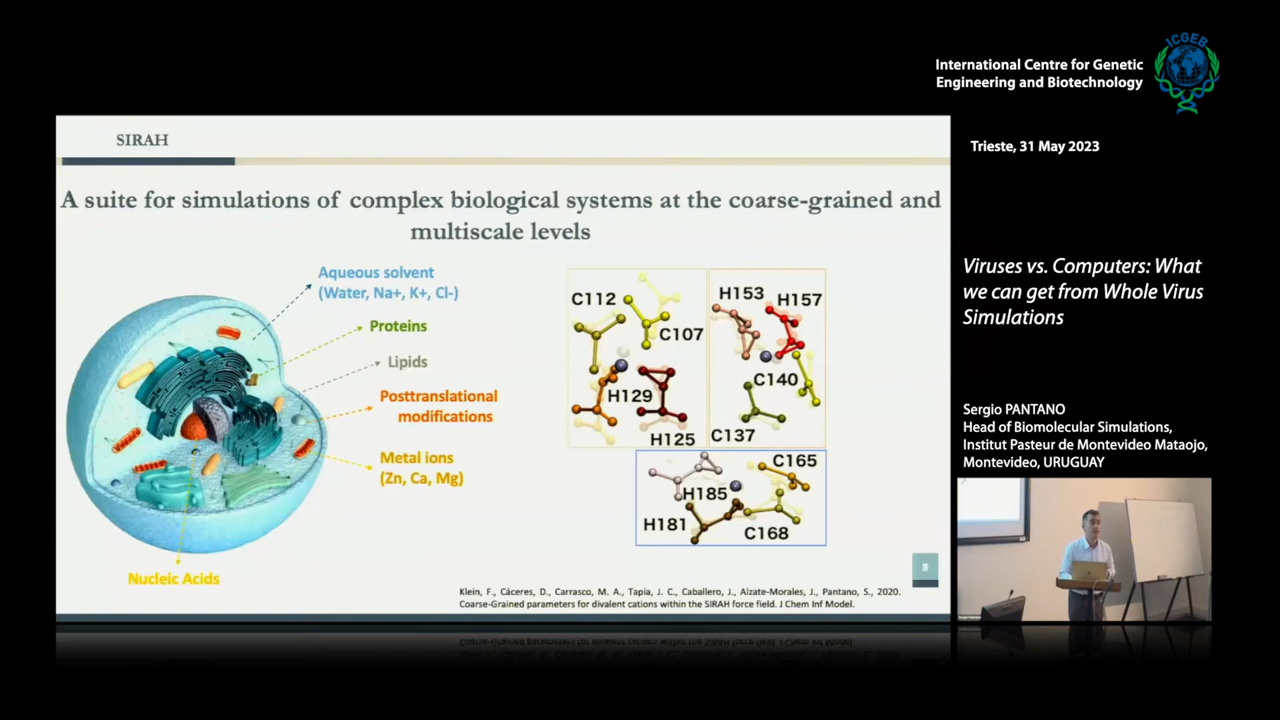 ICGEB
International Centre for Genetic
Engineering and Biotechnology
Trieste, 31 May 2023
SIRAH
A suite for simulations of complex biological systems at the coarse-grained and
multiscale levels
Aqueous solvent
(Water, Na+, K+, Cl-)
Proteins
Lipids
Posttranslational
modifications
Metal ions
(Zn, Ca, Mg)
Nucleic Acids
C112
C107
H129
H125
H153
H157
C140
C137
C165
H185
H181
C168
8
Klein, F., Cáceres, D., Carrasco, M. A., Tapia, J. C., Caballero, J., Alzate-Morales, J., Pantano, S., 2020.
Coarse-Grained parameters for divalent cations within the SIRAH force field. J Chem Inf Model.
Viruses vs. Computers: What
we can get from Whole Virus
Simulations
Sergio PANTANO
Head of Biomolecular Simulations,
Institut Pasteur de Montevideo Mataojo,
Montevideo, URUGUAY